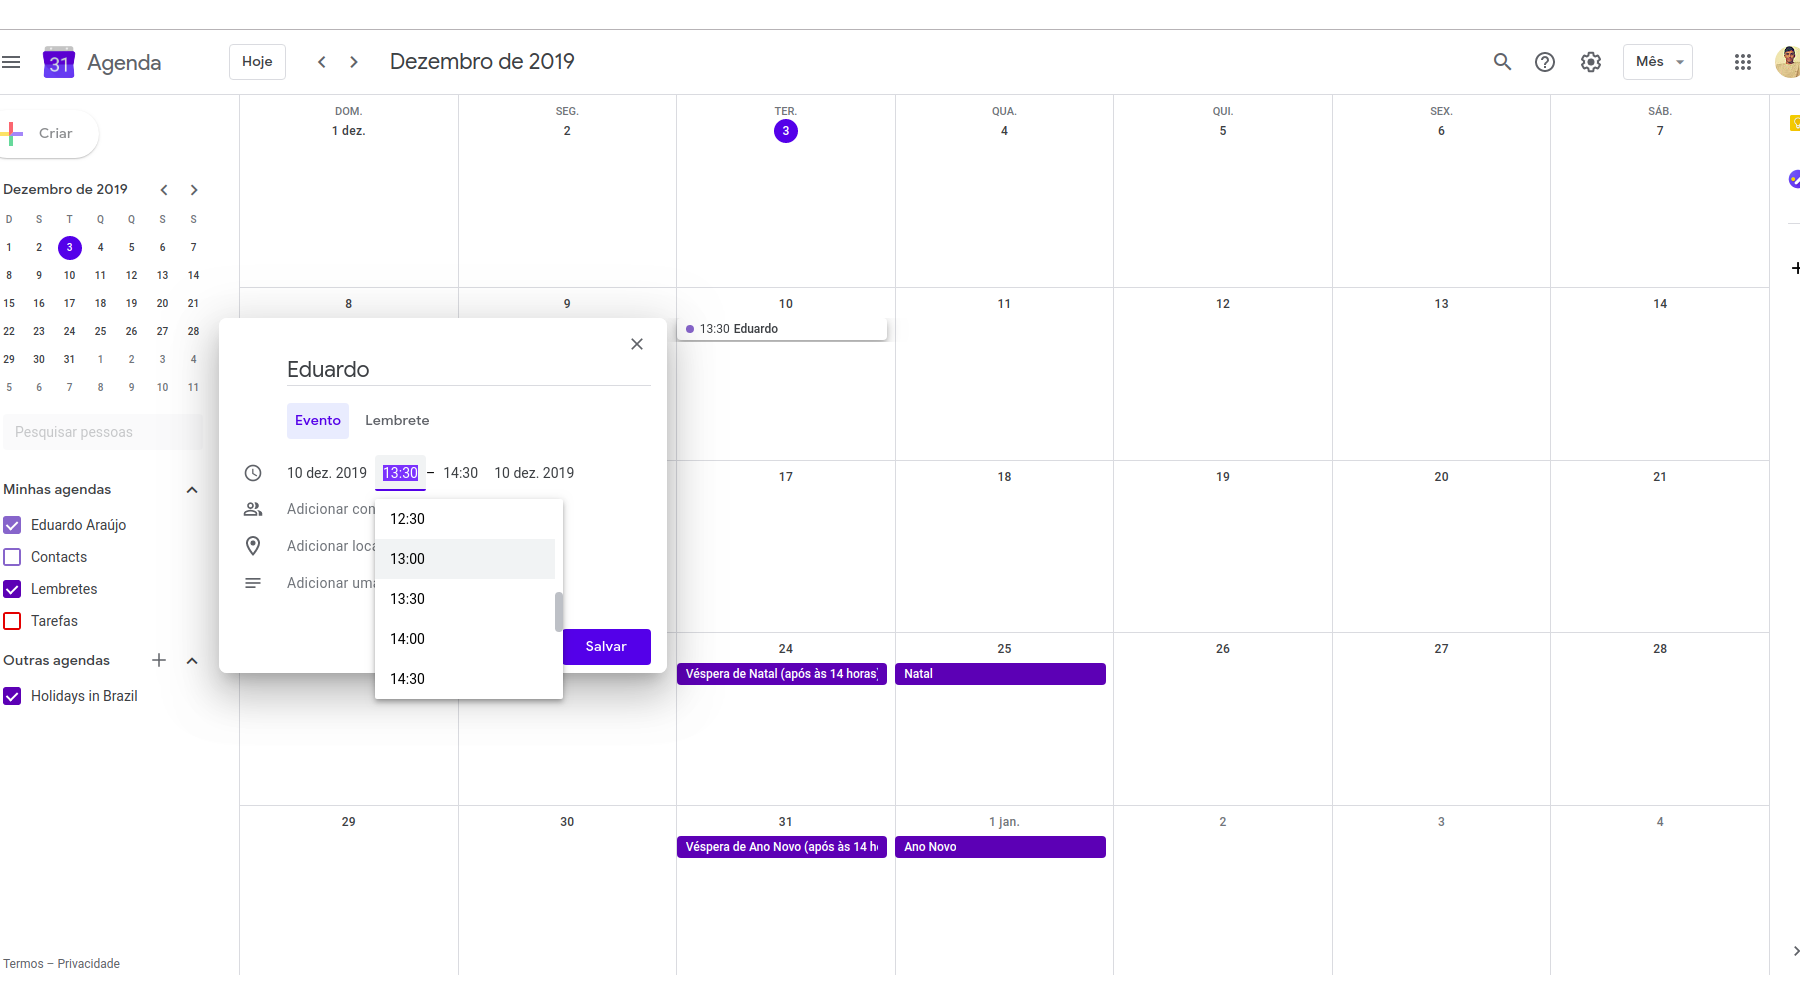 31 Agenda
Hoje
Dezembro de 2019
Mês
Criar
Dezembro de 2019
D S T Q Q S S
1 2 3 4 5 6 7
8 9 10 11 12 13 14
15 16 17 18 19 20 21
22 23 24 25 26 27 28
29 30 31 1 2 3 4
5 6 7 8 9 10 11
Pesquisar pessoas
Minhas agendas
Eduardo Araújo
Contacts
Lembretes
Tarefas
Outras agendas
Holidays in Brazil
Termos – Privacidade
DOM. SEG. TER. QUA. QUI. SEX. SÁB.
1 dez. 2 3 4 5 6 7
8 9 10 11 12 13 14
13:30 Eduardo
Eduardo
Evento Lembrete
10 dez. 2019 13:30 – 14:30 10 dez. 2019
Adicionar con
Adicionar loca
Adicionar uma
12:30
13:00
13:30
14:00
14:30
Salvar
17 18 19 20 21
24 25 26 27 28
Véspera de Natal (após às 14 horas) Natal
29 30 31 1 jan. 2 3 4
Véspera de Ano Novo (após às 14 h Ano Novo